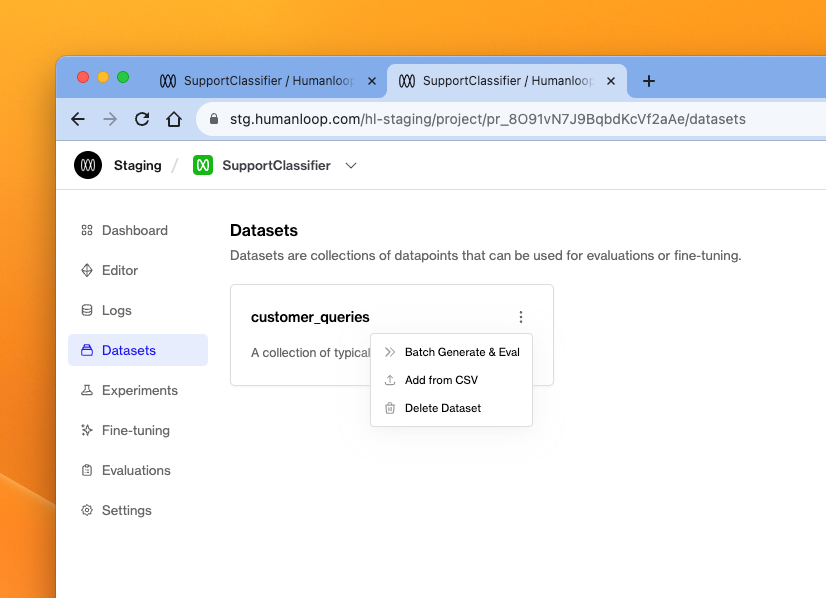 SupportClassifier / Humanloop
SupportClassifier / Humanloop
stg.humanloop.com/hl-staging/project/pr_8O91vN7J9BqbdKcVf2aAe/datasets
Staging / SupportClassifier
Dashboard
Editor
Logs
Datasets
Experiments
Fine-tuning
Evaluations
Settings
Datasets
Datasets are collections of datapoints that can be used for evaluations or fine-tuning.
customer_queries
A collection of typical
Batch Generate & Eval
Add from CSV
Delete Dataset